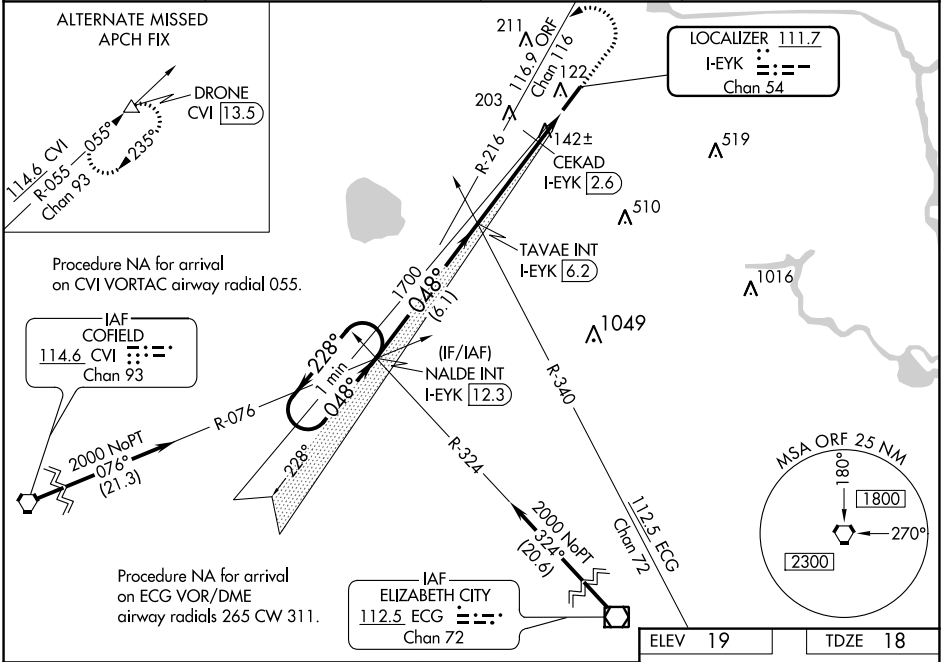 ALTERNATE MISSED
APCH FIX
DRONE
CVI 13.5
114.6 CVI
R-055
055°
Chan 93
235°
211
116.9 ORF
Chan 116
122
203
R-216
142±
LOCALIZER 111.7
I-EYK
Chan 54
CEKAD
I-EYK 2.6
519
510
TAVAE INT
I-EYK 6.2
1016
1049
Procedure NA for arrival
on CVI VORTAC airway radial 055.
IAF
COFIELD
114.6 CVI
Chan 93
1700
048°
(6.1)
228°
1 min
048°
(IF/IAF)
NALDE INT
I-EYK 12.3
R-340
R-076
2000 NoPT
076°
(21.3)
228°
R-324
2000 NoPT
324°
(20.6)
112.5 ECG
Chan 72
MSA ORF 25 NM
180°
1800
270°
2300
Procedure NA for arrival
on ECG VOR/DME
airway radials 265 CW 311.
IAF
ELIZABETH CITY
112.5 ECG
Chan 72
ELEV 19
TDZE 18